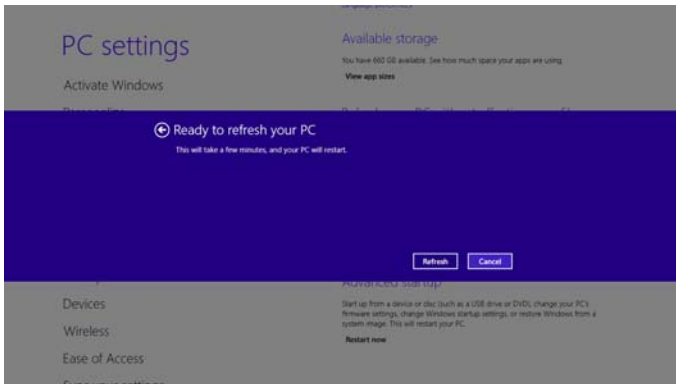 PC settings
Activate Windows
Available storage
You have 660 GB available. See how much space your apps are using.
View app sizes
Ready to refresh your PC
This will take a few minutes, and your PC will restart.
Refresh
Cancel
Devices
Wireless
Ease of Access
Advanced startup
Start up from a device or disc (such as a USB drive or DVD), change your PC's
firmware settings, change Windows startup settings, or restore Windows from a
system image. This will restart your PC.
Restart now